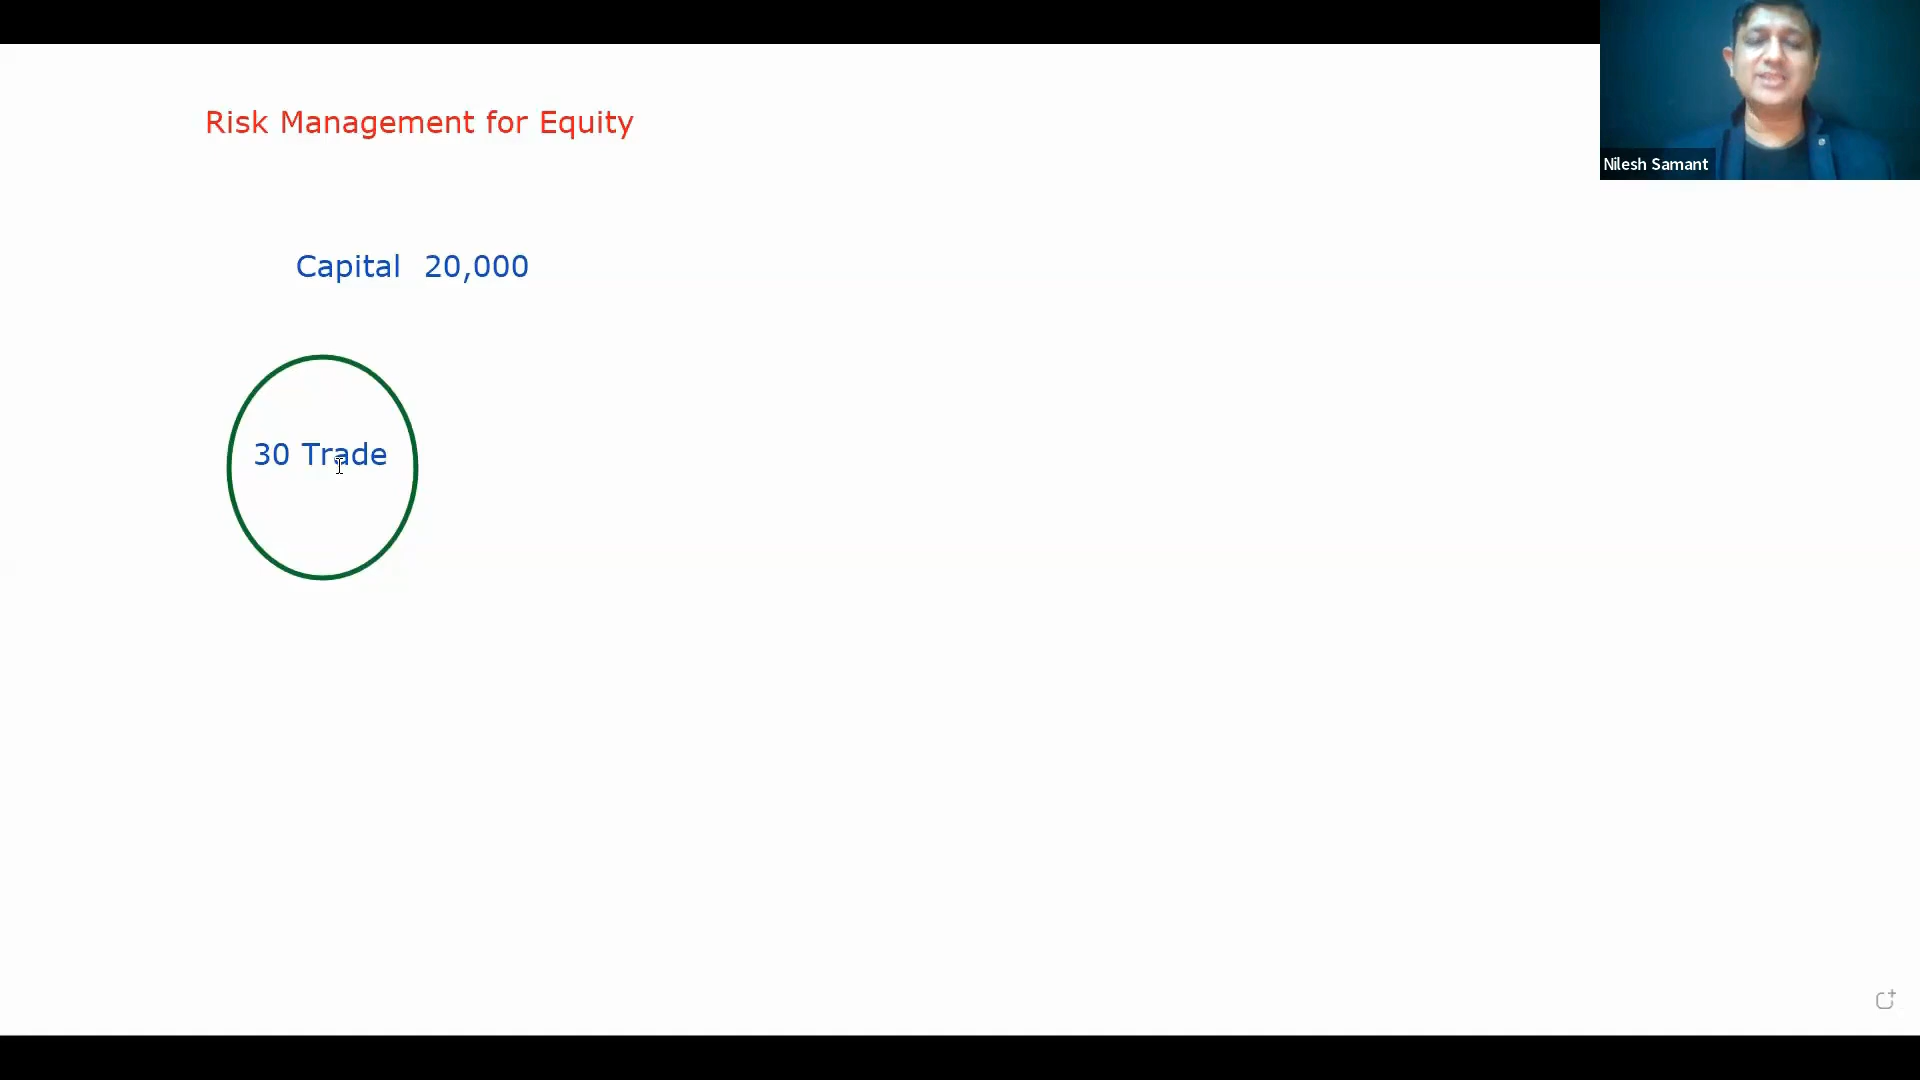 Risk Management for Equity
Nilesh Samant
Capital 20,000
30 Trade